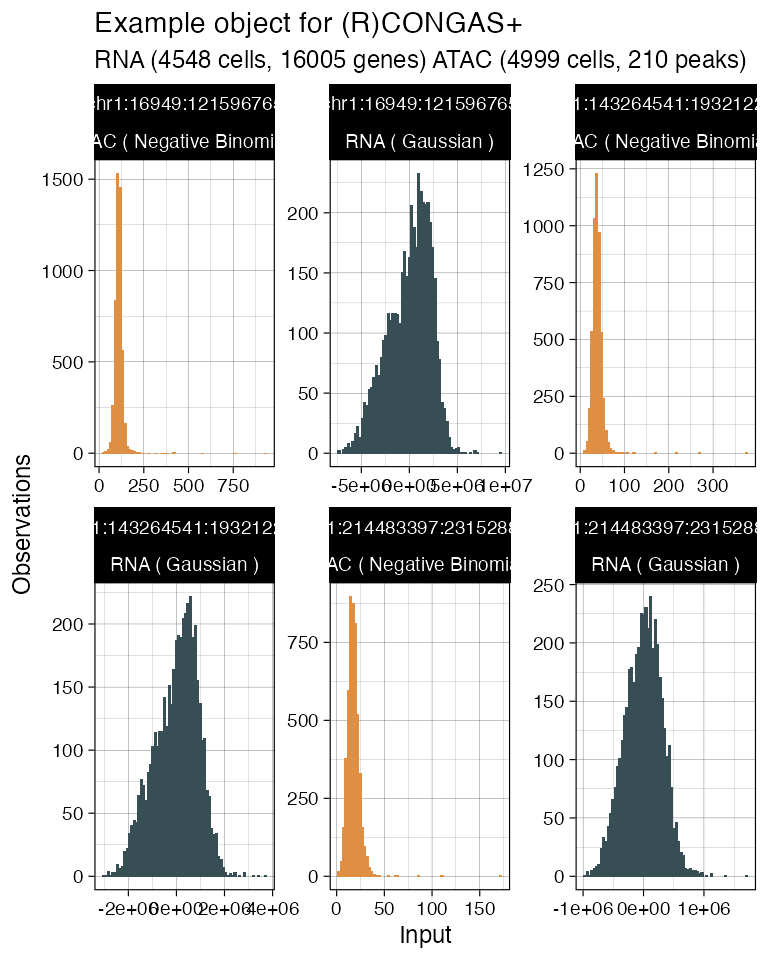 Example object for (R)CONGAS+
RNA (4548 cells, 16005 genes) ATAC (4999 cells, 210 peaks)
chr1:16949:121596765
AC ( Negative Binomi
1500
1000
500
0
0 250 500 750
chr1:16949:121596765
RNA ( Gaussian )
200
150
100
50
0
-5e+06 0e+00 5e+06 1e+07
1:143264541:1932122
AC ( Negative Binomia
1250
1000
750
500
250
0
0 100 200 300
1:143264541:1932122
RNA ( Gaussian )
200
150
100
50
0
-2e+06 0e+00 2e+06 4e+06
1:214483397:2315288
AC ( Negative Binomia
750
500
250
0
0 50 100 150
1:214483397:2315288
RNA ( Gaussian )
250
200
150
100
50
0
-1e+06 0e+00 1e+06
Observations
Input